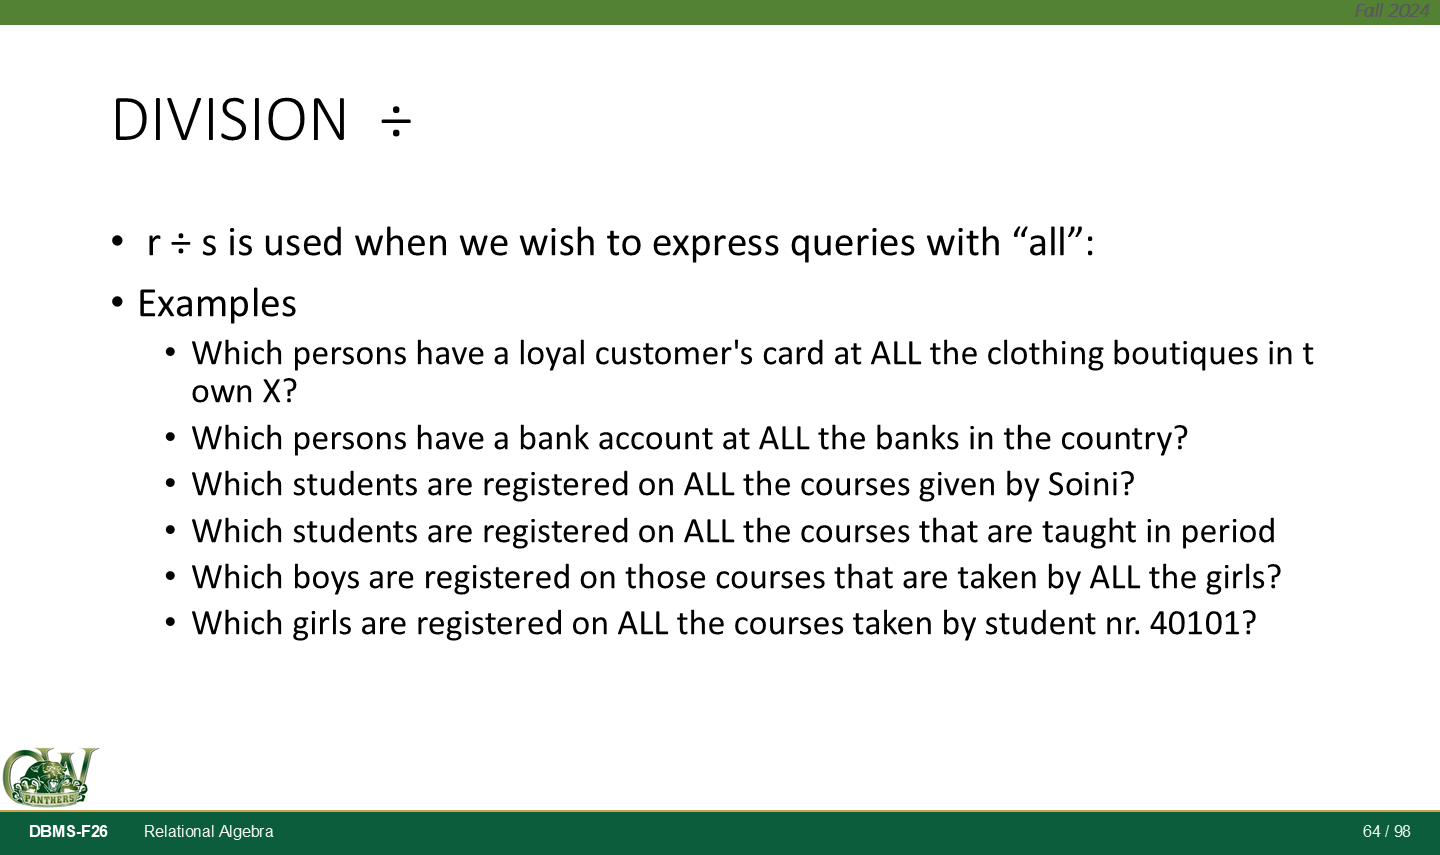 Fall 2024
DIVISION ÷
• r ÷ s is used when we wish to express queries with “all”:
• Examples
• Which persons have a loyal customer's card at ALL the clothing boutiques in t
own X?
• Which persons have a bank account at ALL the banks in the country?
• Which students are registered on ALL the courses given by Soini?
• Which students are registered on ALL the courses that are taught in period
• Which boys are registered on those courses that are taken by ALL the girls?
• Which girls are registered on ALL the courses taken by student nr. 40101?
OW
PANTHERS
DBMS-F26 Relational Algebra 64 / 98